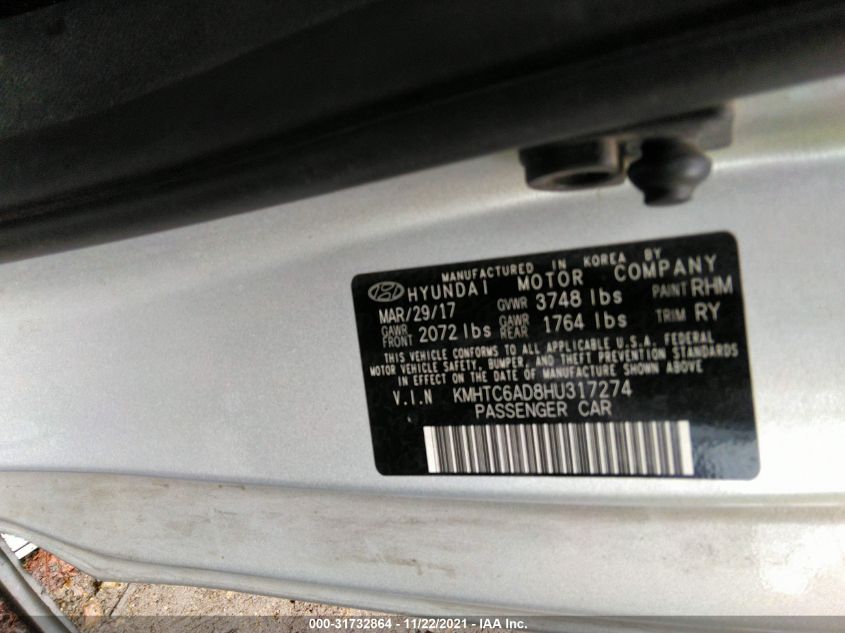 MANUFACTURED IN KOREA BY
HYUNDAI MOTOR COMPANY
MAR/29/17 GVWR 3748 lbs PAINT RHM
GAWR FRONT 2072 lbs GAWR REAR 1764 lbs TRIM RY
THIS VEHICLE CONFORMS TO ALL APPLICABLE U.S.A. FEDERAL
MOTOR VEHICLE SAFETY, BUMPER, AND THEFT PREVENTION STANDARDS
IN EFFECT ON THE DATE OF MANUFACTURE SHOWN ABOVE
V.I.N KMHTC6AD8HU317274
PASSENGER CAR
000-31732864 - 11/22/2021 - IAA Inc.